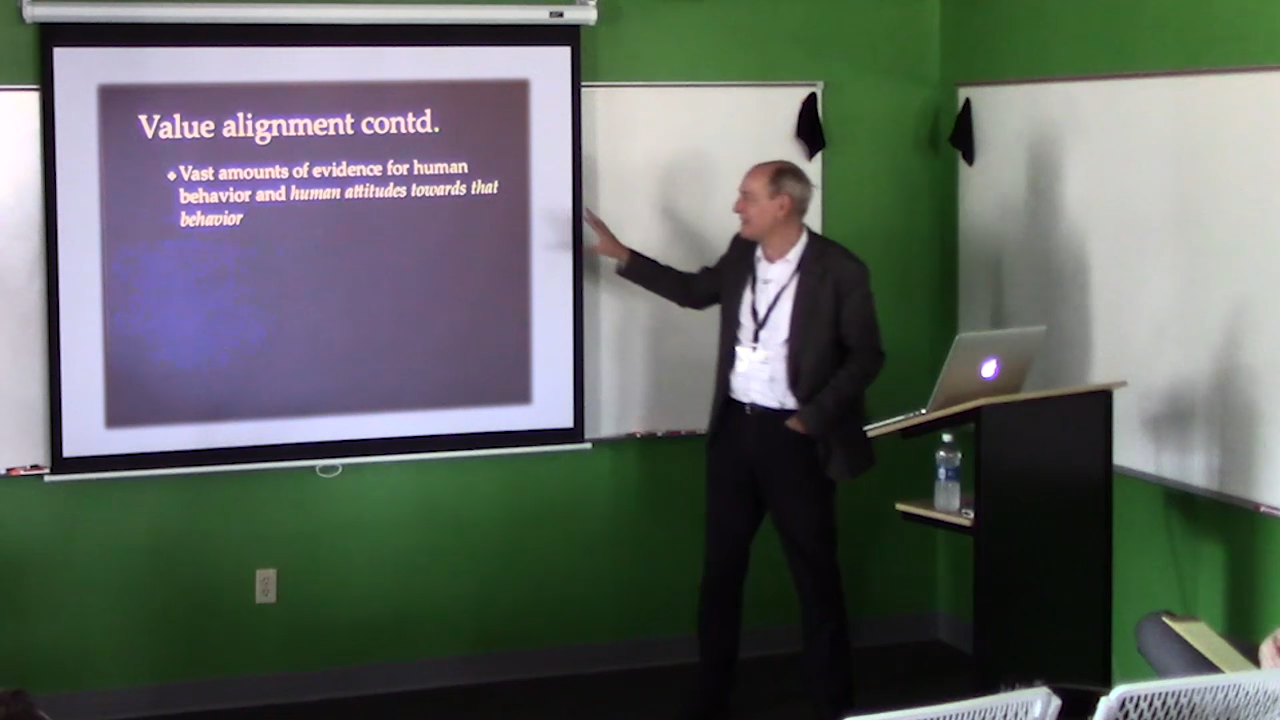 Value alignment contd.
Vast amounts of evidence for human
behavior and human attitudes towards that
behavior